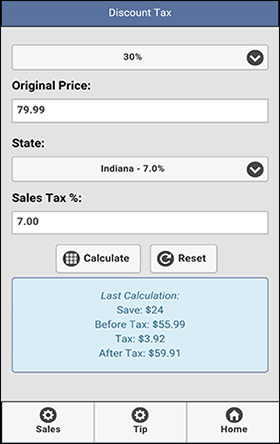 Discount Tax
30%
Original Price:
79.99
State:
Indiana - 7.0%
Sales Tax %:
7.00
Calculate
Reset
Last Calculation:
Save: $24
Before Tax: $55.99
Tax: $3.92
After Tax: $59.91
Sales
Tip
Home